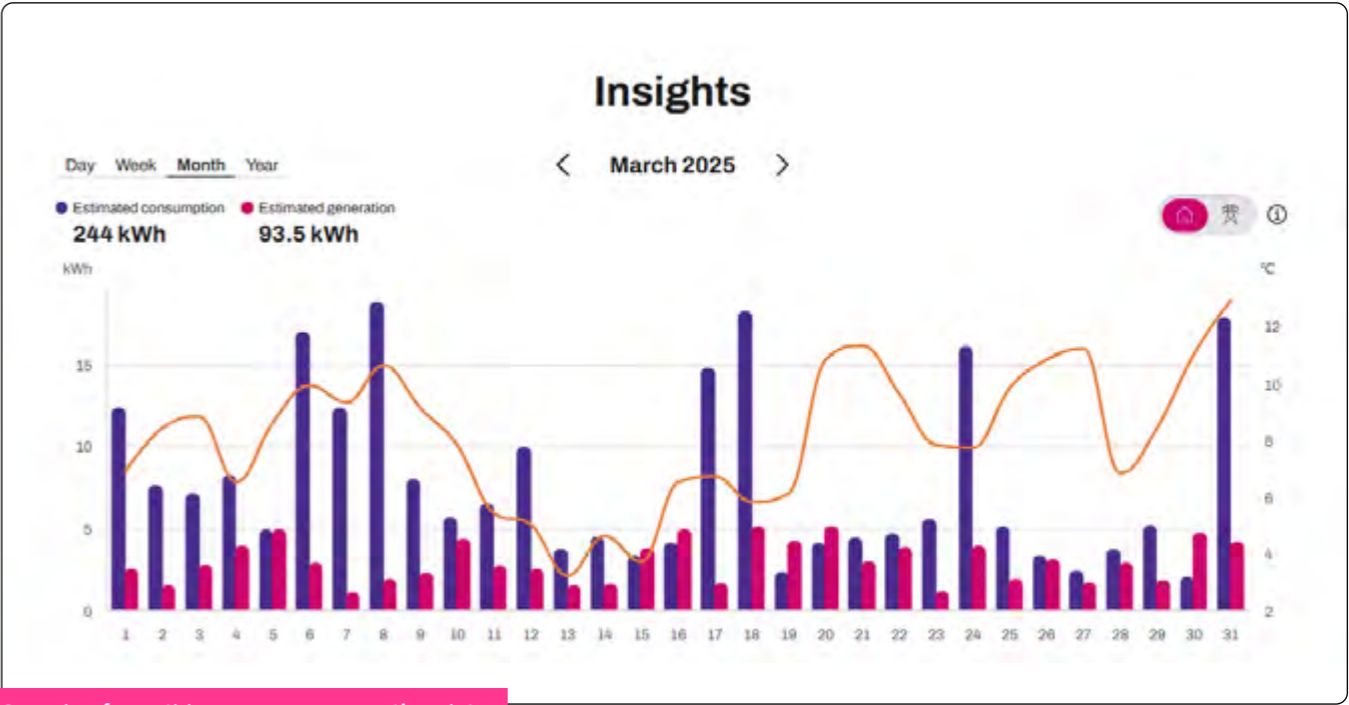 Insights
Day Week Month Year
March 2025
Estimated consumption Estimated generation
244 kWh 93.5 kWh
kWh °C
15
10
5
0
12
10
8
6
4
2
1 2 3 4 5 6 7 8 9 10 11 12 13 14 15 16 17 18 19 20 21 22 23 24 25 26 27 28 29 30 31